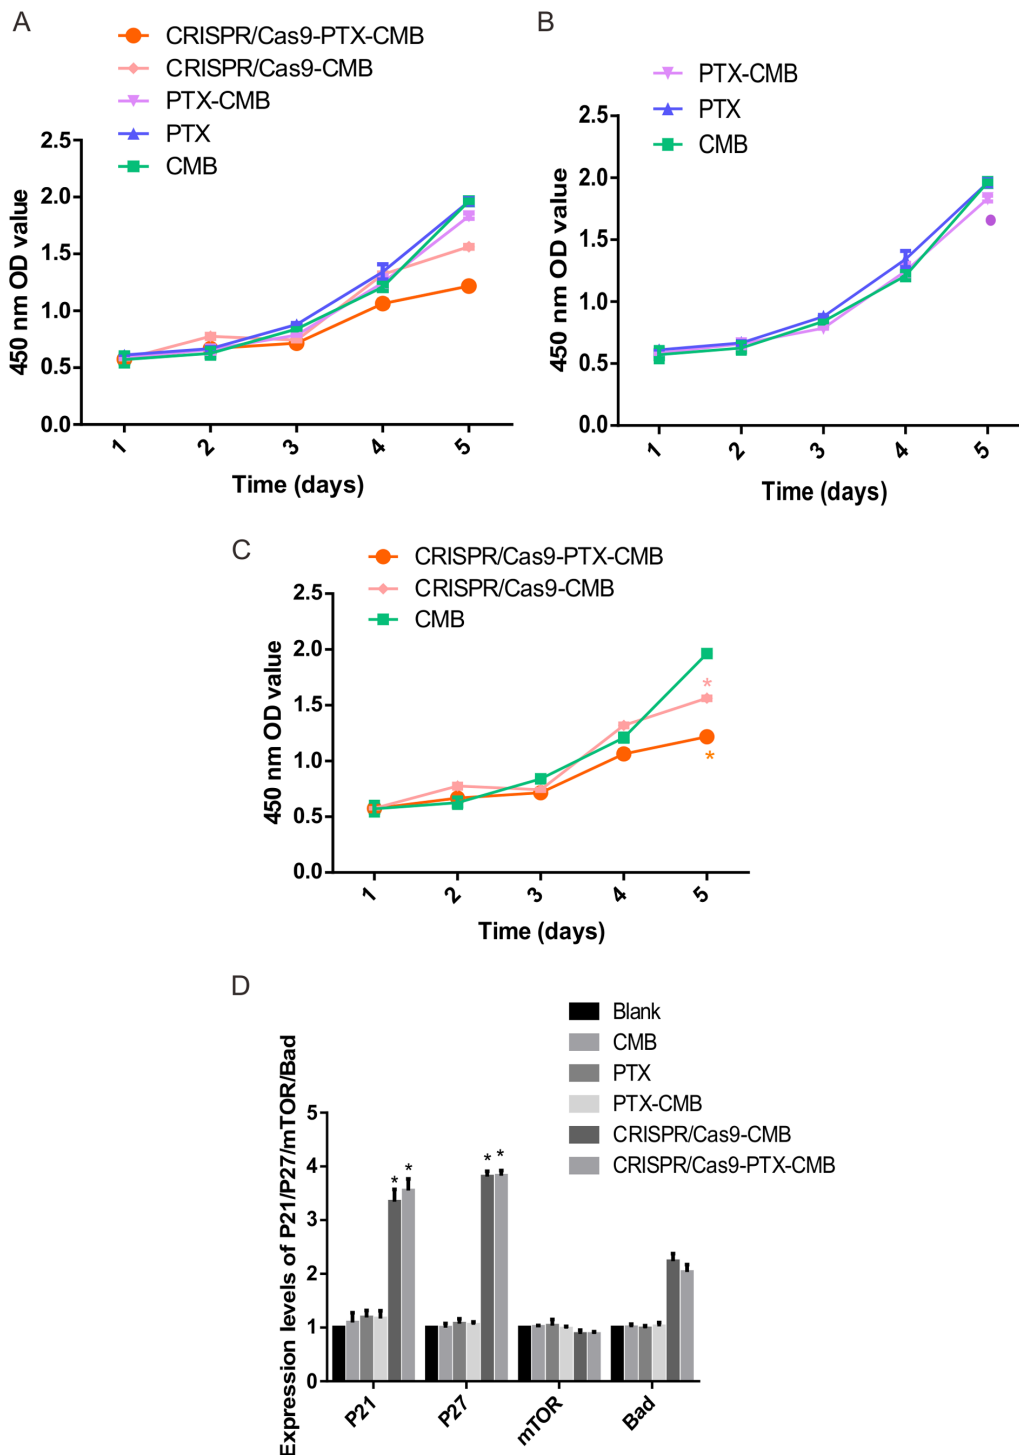 A
CRISPR/Cas9-PTX-CMB
CRISPR/Cas9-CMB
PTX-CMB
PTX
CMB
450 nm OD value
2.5
2.0
1.5
1.0
0.5
0.0
1 2 3 4 5
Time (days)
B
PTX-CMB
PTX
CMB
450 nm OD value
2.5
2.0
1.5
1.0
0.5
0.0
1 2 3 4 5
Time (days)
C
CRISPR/Cas9-PTX-CMB
CRISPR/Cas9-CMB
CMB
450 nm OD value
2.5
2.0
1.5
1.0
0.5
0.0
*
*
1 2 3 4 5
Time (days)
D
Blank
CMB
PTX
PTX-CMB
CRISPR/Cas9-CMB
CRISPR/Cas9-PTX-CMB
Expression levels of P21/P27/mTOR/Bad
5
4
3
2
1
0
* * * *
P21 P27 mTOR Bad